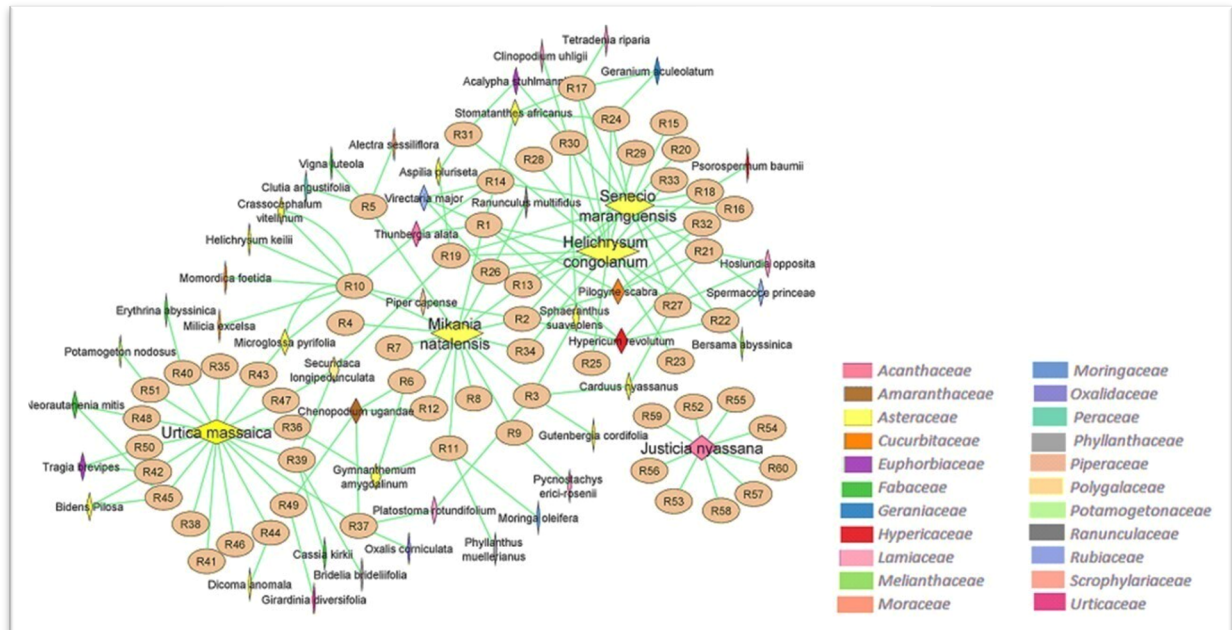 Tetradenia riparia
Clinopodium uhligii
Geranium aculeolatum
Acalypha stuhlmann
R17
Stomatanthes africanus
R24
R15
R31
R30
Alectra sessiliflora
R28
R29
R20
Vigna luteola
Psorospermum baumii
Aspilia pluriseta
R14
R33
R18
Clutia angustifolia
Virectaria major
Ranunculus multifidus
Senecio
maranguensis
R16
Crassocephalum
vitellinum
R5
R1
R32
Thunbergia alata
Helichrysum keilii
Helichrysum
congolanum
R21
R19
Hoslundia opposita
R26
Momordica foetida
R10
R13
Pilogyne scabra
Spermacoce princeae
Piper capense
R27
Erythrina abyssinica
R4
Mikania
natalensis
R2
Sphaeranthus
suaveolens
R22
Milicia excelsa
Microglossa pyrifolia
Hypericum revolutum
Bersama abyssinica
Potamogeton nodosus
R7
R34
R25
R23
R35
R40
R43
Secundaca
longipedunculata
R6
Carduus nyassanus
R51
R47
R12
R8
R3
Neorautanenia mitis
R48
Chenopodium ugandae
R59
R52
R55
Urtica massaica
R36
R9
Gutenbergia cordifolia
R54
R50
R11
Justicia nyassana
Tragia brevipes
R42
R39
Gymnanthemum
amygdalinum
R56
R60
Pycnostachys
erici-rosenii
Bidens Pilosa
R45
R49
Platostoma rotundifolium
R53
R57
R58
R38
R37
Moringa oleifera
R46
R44
R41
Cassia kirkii
Oxalis corniculata
Phyllanthus
muellerianus
Bridelia brideliifolia
Dicoma anomala
Girardinia diversifolia
Acanthaceae
Amaranthaceae
Asteraceae
Cucurbitaceae
Euphorbiaceae
Fabaceae
Geraniaceae
Hypericaceae
Lamiaceae
Melianthaceae
Moraceae
Moringaceae
Oxalidaceae
Peraceae
Phyllanthaceae
Piperaceae
Polygalaceae
Potamogetonaceae
Ranunculaceae
Rubiaceae
Scrophylariaceae
Urticaceae